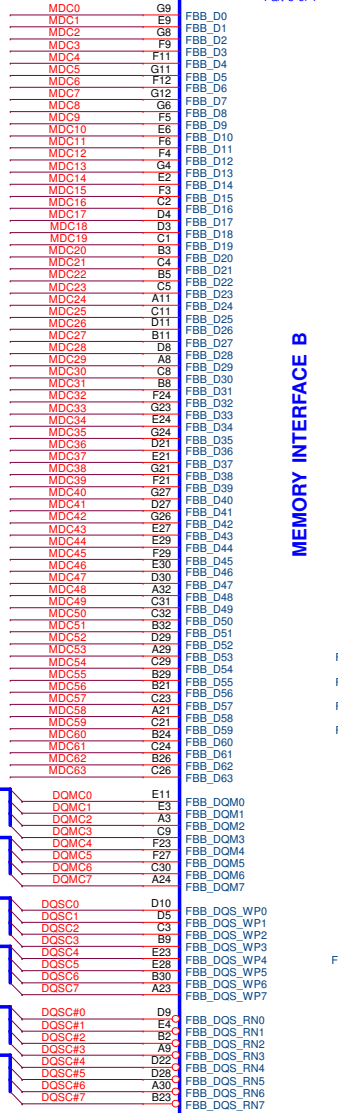 MDC0 G9 FBB_D0
MDC1 E9 FBB_D1
MDC2 G8 FBB_D2
MDC3 F9 FBB_D3
MDC4 F11 FBB_D4
MDC5 G11 FBB_D5
MDC6 F12 FBB_D6
MDC7 G12 FBB_D7
MDC8 G6 FBB_D8
MDC9 F5 FBB_D9
MDC10 E6 FBB_D10
MDC11 F6 FBB_D11
MDC12 F4 FBB_D12
MDC13 G4 FBB_D13
MDC14 E2 FBB_D14
MDC15 F3 FBB_D15
MDC16 C2 FBB_D16
MDC17 D4 FBB_D17
MDC18 D3 FBB_D18
MDC19 C1 FBB_D19
MDC20 B3 FBB_D20
MDC21 C4 FBB_D21
MDC22 B5 FBB_D22
MDC23 C5 FBB_D23
MDC24 A11 FBB_D24
MDC25 C11 FBB_D25
MDC26 D11 FBB_D26
MDC27 B11 FBB_D27
MDC28 D8 FBB_D28
MDC29 A8 FBB_D29
MDC30 C8 FBB_D30
MDC31 B8 FBB_D31
MDC32 F24 FBB_D32
MDC33 G23 FBB_D33
MDC34 E24 FBB_D34
MDC35 G24 FBB_D35
MDC36 D21 FBB_D36
MDC37 E21 FBB_D37
MDC38 G21 FBB_D38
MDC39 F21 FBB_D39
MDC40 G27 FBB_D40
MDC41 D27 FBB_D41
MDC42 G26 FBB_D42
MDC43 E27 FBB_D43
MDC44 E29 FBB_D44
MDC45 F29 FBB_D45
MDC46 E30 FBB_D46
MDC47 D30 FBB_D47
MDC48 A32 FBB_D48
MDC49 C31 FBB_D49
MDC50 C32 FBB_D50
MDC51 B32 FBB_D51
MDC52 D29 FBB_D52
MDC53 A29 FBB_D53
MDC54 C29 FBB_D54
MDC55 B29 FBB_D55
MDC56 B21 FBB_D56
MDC57 C23 FBB_D57
MDC58 A21 FBB_D58
MDC59 C21 FBB_D59
MDC60 B24 FBB_D60
MDC61 C24 FBB_D61
MDC62 B26 FBB_D62
MDC63 C26 FBB_D63
DQMC0 E11 FBB_DQM0
DQMC1 E3 FBB_DQM1
DQMC2 A3 FBB_DQM2
DQMC3 C9 FBB_DQM3
DQMC4 F23 FBB_DQM4
DQMC5 F27 FBB_DQM5
DQMC6 C30 FBB_DQM6
DQMC7 A24 FBB_DQM7
DQSC0 D10 FBB_DQS_WP0
DQSC1 D5 FBB_DQS_WP1
DQSC2 C3 FBB_DQS_WP2
DQSC3 B9 FBB_DQS_WP3
DQSC4 E23 FBB_DQS_WP4
DQSC5 E28 FBB_DQS_WP5
DQSC6 B30 FBB_DQS_WP6
DQSC7 A23 FBB_DQS_WP7
DQSC#0 D9 FBB_DQS_RN0
DQSC#1 E4 FBB_DQS_RN1
DQSC#2 B2 FBB_DQS_RN2
DQSC#3 A9 FBB_DQS_RN3
DQSC#4 D22 FBB_DQS_RN4
DQSC#5 D28 FBB_DQS_RN5
DQSC#6 A30 FBB_DQS_RN6
DQSC#7 B23 FBB_DQS_RN7
MEMORY INTERFACE B